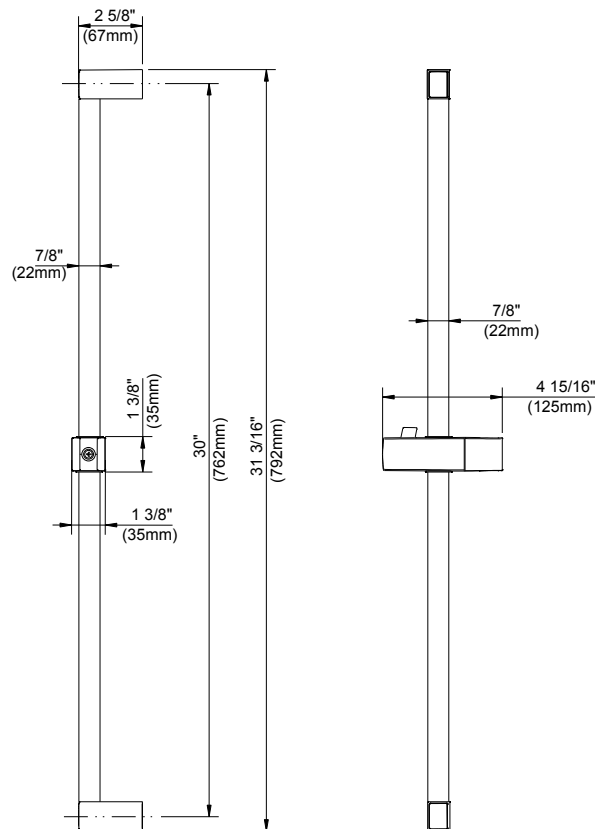 2 5/8"
(67mm)
7/8"
(22mm)
1 3/8"
(35mm)
1 3/8"
(35mm)
30"
(762mm)
31 3/16"
(792mm)
7/8"
(22mm)
4 15/16"
(125mm)